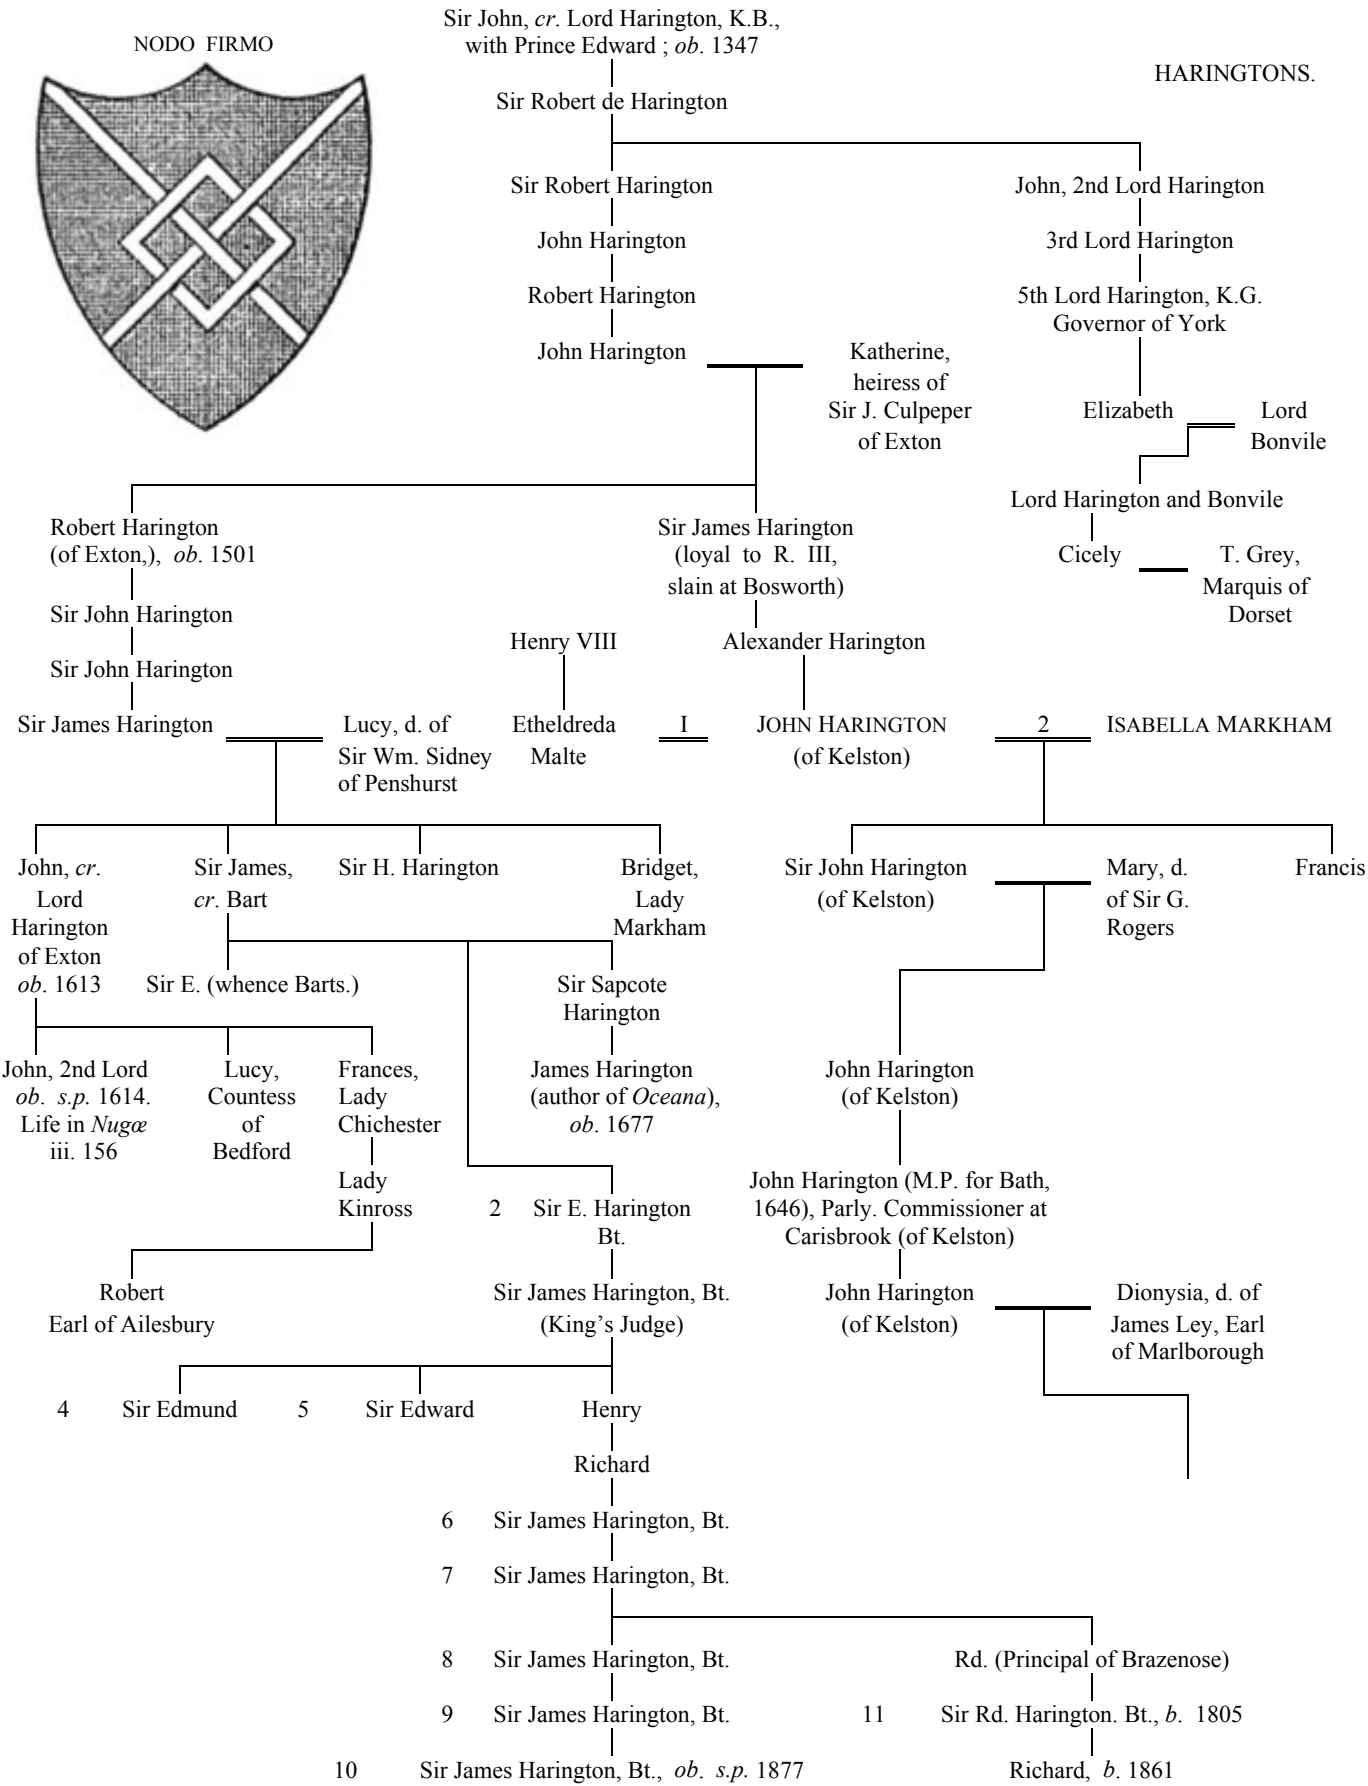 NODO FIRMO
HARINGTONS.
Sir John, cr. Lord Harington, K.B.,
with Prince Edward ; ob. 1347
Sir Robert de Harington
Sir Robert Harington
John, 2nd Lord Harington
John Harington
3rd Lord Harington
Robert Harington
5th Lord Harington, K.G.
Governor of York
John Harington
Katherine,
heiress of
Sir J. Culpeper
of Exton
Elizabeth
Lord
Bonvile
Lord Harington and Bonvile
Robert Harington
(of Exton,), ob. 1501
Sir James Harington
(loyal to R. III,
slain at Bosworth)
Cicely
T. Grey,
Marquis of
Dorset
Sir John Harington
Henry VIII
Alexander Harington
Sir John Harington
Sir James Harington
Lucy, d. of
Sir Wm. Sidney
of Penshurst
Etheldreda
Malte
I
JOHN HARINGTON
(of Kelston)
2
ISABELLA MARKHAM
John, cr.
Lord
Harington
of Exton
ob. 1613
Sir James,
cr. Bart
Sir H. Harington
Bridget,
Lady
Markham
Sir John Harington
(of Kelston)
Mary, d.
of Sir G.
Rogers
Francis
Sir E. (whence Barts.)
Sir Sapcote
Harington
John, 2nd Lord
ob. s.p. 1614.
Life in Nugœ
iii. 156
Lucy,
Countess
of
Bedford
Frances,
Lady
Chichester
James Harington
(author of Oceana),
ob. 1677
John Harington
(of Kelston)
Lady
Kinross
2 Sir E. Harington
Bt.
John Harington (M.P. for Bath,
1646), Parly. Commissioner at
Carisbrook (of Kelston)
Robert
Earl of Ailesbury
Sir James Harington, Bt.
(King’s Judge)
John Harington
(of Kelston)
Dionysia, d. of
James Ley, Earl
of Marlborough
4 Sir Edmund
5 Sir Edward
Henry
Richard
6 Sir James Harington, Bt.
7 Sir James Harington, Bt.
8 Sir James Harington, Bt.
Rd. (Principal of Brazenose)
9 Sir James Harington, Bt.
11 Sir Rd. Harington. Bt., b. 1805
10 Sir James Harington, Bt., ob. s.p. 1877
Richard, b. 1861